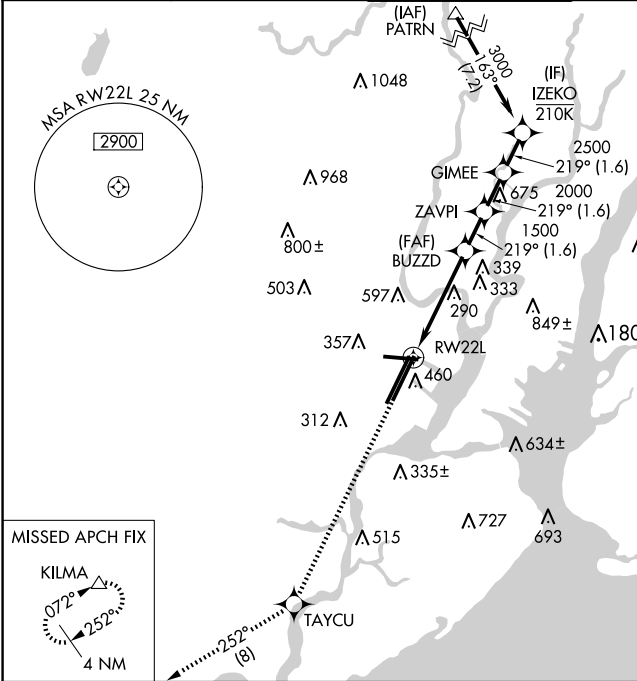 (IAF)
PATRN
3000
163°
(7.2)
(IF)
IZEKO
210K
1048
MSA RW22L 25 NM
2900
2500
219° (1.6)
GIMEE
968
675
2000
219° (1.6)
ZAVPI
1500
219° (1.6)
800±
(FAF)
BUZZD
339
333
503
597
290
849±
180
357
RW22L
460
312
634±
335±
727
693
515
MISSED APCH FIX
KILMA
072°
252°
4 NM
TAYCU
252°
(8)